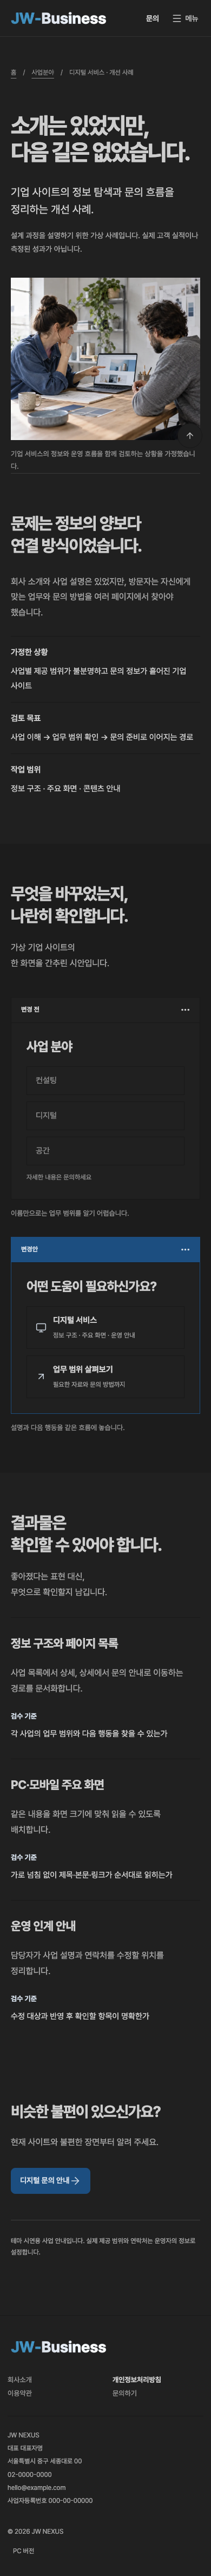 JW-Business
문의
메뉴
홈 / 사업분야 / 디지털 서비스 · 개선 사례
소개는 있었지만,
다음 길은 없었습니다.
기업 사이트의 정보 탐색과 문의 흐름을
정리하는 개선 사례.
설계 과정을 설명하기 위한 가상 사례입니다. 실제 고객 실적이나
측정된 성과가 아닙니다.
기업 서비스의 정보와 운영 흐름을 함께 검토하는 상황을 가정했습니
다.
문제는 정보의 양보다
연결 방식이었습니다.
회사 소개와 사업 설명은 있었지만, 방문자는 자신에게
맞는 업무와 문의 방법을 여러 페이지에서 찾아야
했습니다.
가정한 상황
사업별 제공 범위가 불분명하고 문의 정보가 흩어진 기업
사이트
검토 목표
사업 이해 → 업무 범위 확인 → 문의 준비로 이어지는 경로
작업 범위
정보 구조 · 주요 화면 · 콘텐츠 안내
무엇을 바꾸었는지,
나란히 확인합니다.
가상 기업 사이트의
한 화면을 간추린 시안입니다.
변경 전
사업 분야
컨설팅
디지털
공간
자세한 내용은 문의하세요
이름만으로는 업무 범위를 알기 어렵습니다.
변경안
어떤 도움이 필요하신가요?
디지털 서비스
정보 구조 · 주요 화면 · 운영 안내
업무 범위 살펴보기
필요한 자료와 문의 방법까지
설명과 다음 행동을 같은 흐름에 놓습니다.
결과물은
확인할 수 있어야 합니다.
좋아졌다는 표현 대신,
무엇으로 확인할지 남깁니다.
정보 구조와 페이지 목록
사업 목록에서 상세, 상세에서 문의 안내로 이동하는
경로를 문서화합니다.
검수 기준
각 사업의 업무 범위와 다음 행동을 찾을 수 있는가
PC·모바일 주요 화면
같은 내용을 화면 크기에 맞춰 읽을 수 있도록
배치합니다.
검수 기준
가로 넘침 없이 제목·본문·링크가 순서대로 읽히는가
운영 인계 안내
담당자가 사업 설명과 연락처를 수정할 위치를
정리합니다.
검수 기준
수정 대상과 반영 후 확인할 항목이 명확한가
비슷한 불편이 있으신가요?
현재 사이트와 불편한 장면부터 알려 주세요.
디지털 문의 안내 →
테마 시연용 사업 안내입니다. 실제 제공 범위와 연락처는 운영자의 정보로
설정합니다.
JW-Business
회사소개
개인정보처리방침
이용약관
문의하기
JW NEXUS
대표 대표자명
서울특별시 중구 세종대로 00
02-0000-0000
hello@example.com
사업자등록번호 000-00-00000
© 2026 JW NEXUS
PC 버전